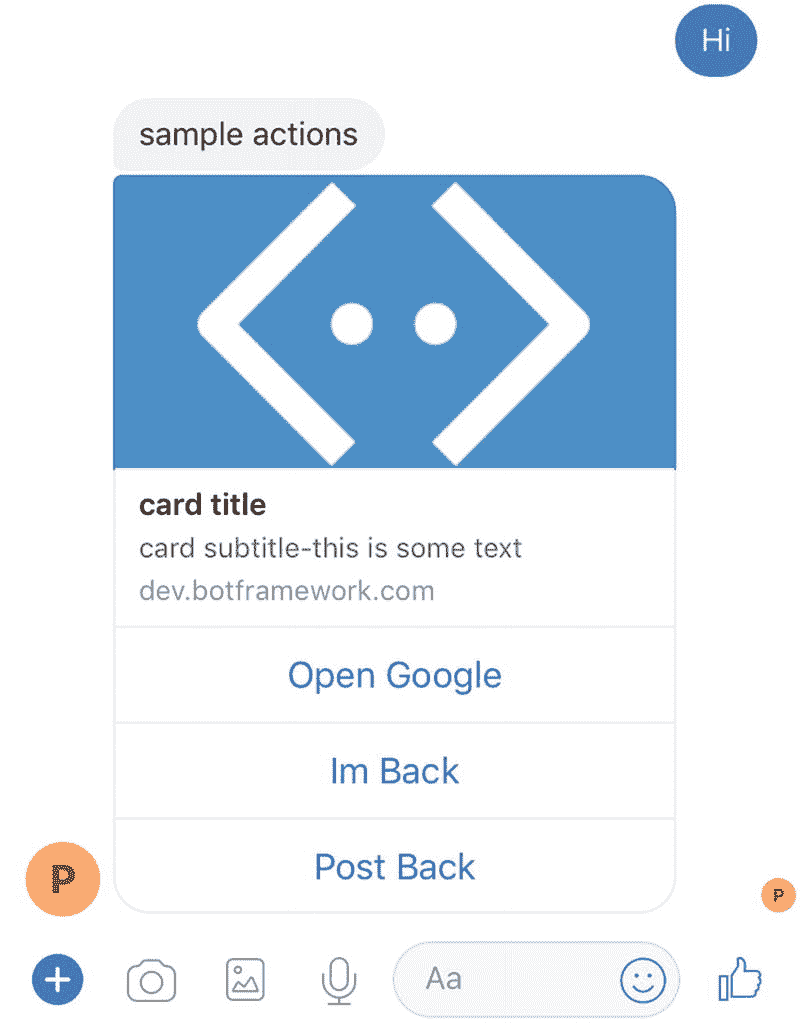 Hi
sample actions
card title
card subtitle-this is some text
dev.botframework.com
Open Google
Im Back
Post Back
P
P
Aa